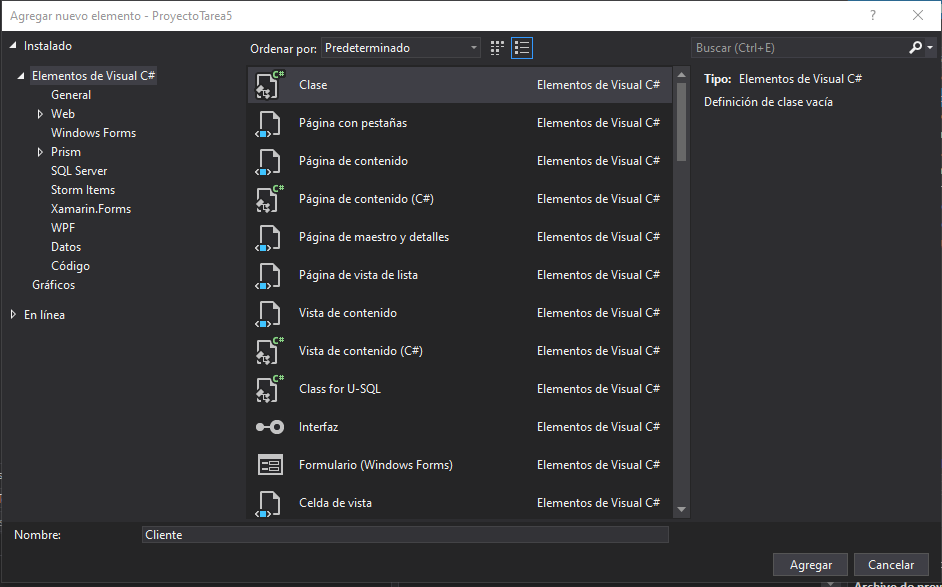 Agregar nuevo elemento - ProyectoTarea5
?
Instalado
Elementos de Visual C#
General
Web
Windows Forms
Prism
SQL Server
Storm Items
Xamarin.Forms
WPF
Datos
Código
Gráficos
En línea
Ordenar por: Predeterminado
C# Clase Elementos de Visual C#
Página con pestañas Elementos de Visual C#
Página de contenido Elementos de Visual C#
C# Página de contenido (C#) Elementos de Visual C#
Página de maestro y detalles Elementos de Visual C#
Página de vista de lista Elementos de Visual C#
Vista de contenido Elementos de Visual C#
C# Vista de contenido (C#) Elementos de Visual C#
C# Class for U-SQL Elementos de Visual C#
Interfaz Elementos de Visual C#
Formulario (Windows Forms) Elementos de Visual C#
Celda de vista Elementos de Visual C#
Buscar (Ctrl+E)
Tipo: Elementos de Visual C#
Definición de clase vacía
Nombre: Cliente
Agregar Cancelar